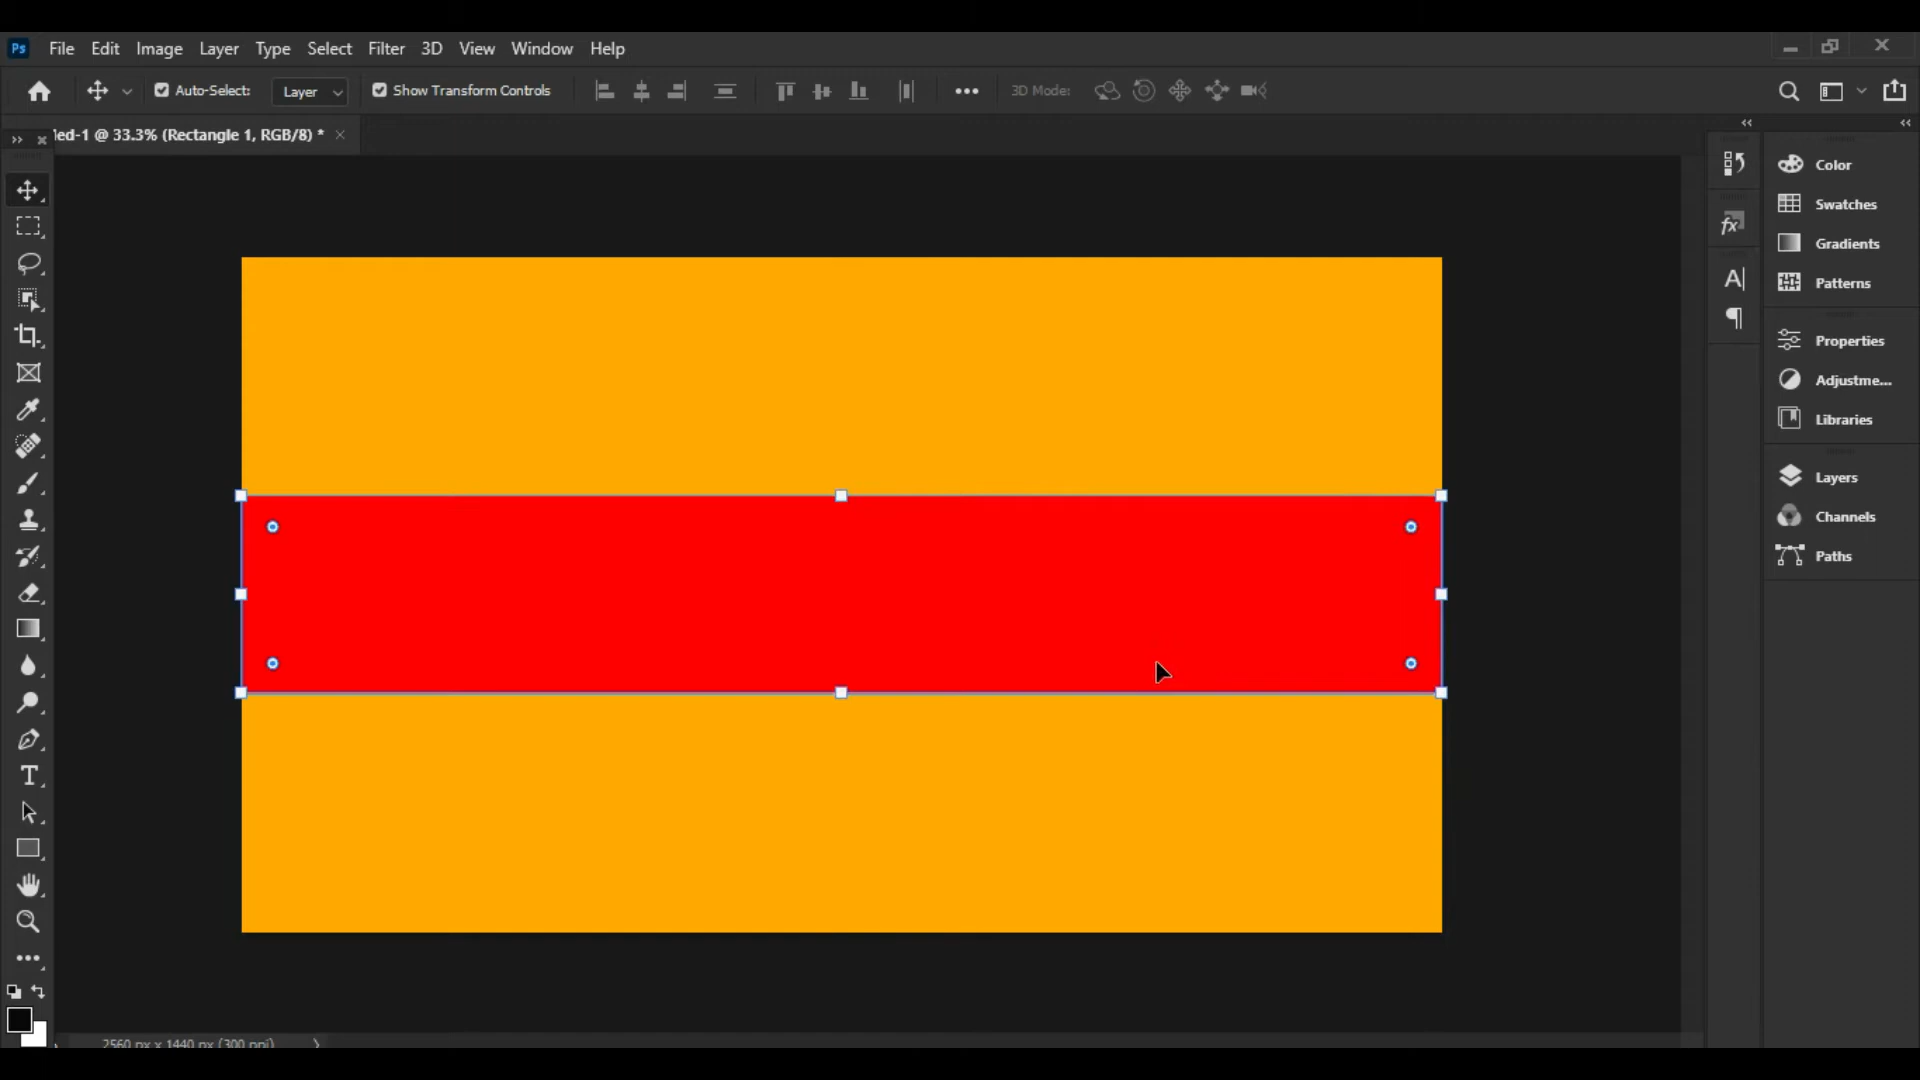 Ps File Edit Image Layer Type Select Filter 3D View Window Help
Auto-Select: Layer Show Transform Controls 3D Mode:
led-1 @ 33.3% (Rectangle 1, RGB/8) *
Color
Swatches
Gradients
Patterns
Properties
Adjustme...
Libraries
Layers
Channels
Paths
2560 px x 1440 px (300 ppi)